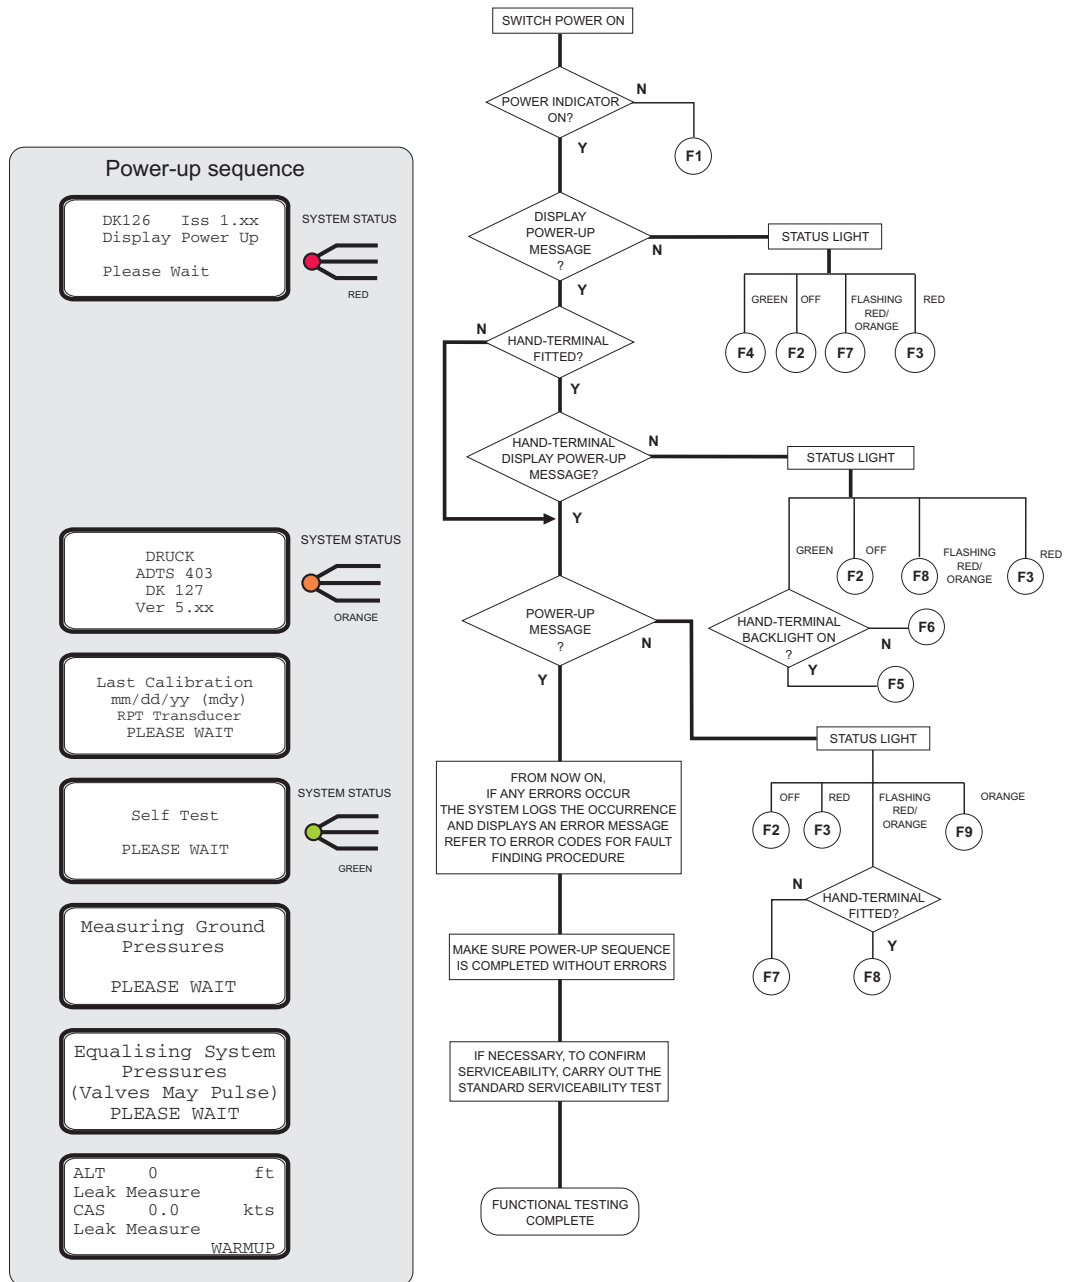 Power-up sequence
DK126 Iss 1.xx
Display Power Up
Please Wait
SYSTEM STATUS
RED
DRUCK
ADTS 403
DK 127
Ver 5.xx
SYSTEM STATUS
ORANGE
Last Calibration
mm/dd/yy (mdy)
RPT Transducer
PLEASE WAIT
Self Test
PLEASE WAIT
SYSTEM STATUS
GREEN
Measuring Ground
Pressures
PLEASE WAIT
Equalising System
Pressures
(Valves May Pulse)
PLEASE WAIT
ALT 0 ft
Leak Measure
CAS 0.0 kts
Leak Measure
WARMUP
SWITCH POWER ON
POWER INDICATOR
ON?
N
F1
Y
DISPLAY
POWER-UP
MESSAGE
?
N
STATUS LIGHT
GREEN
OFF
FLASHING
RED/
ORANGE
RED
F4
F2
F7
F3
Y
HAND-TERMINAL
FITTED?
N
Y
HAND-TERMINAL
DISPLAY POWER-UP
MESSAGE?
N
STATUS LIGHT
GREEN
OFF
FLASHING
RED/
ORANGE
RED
F2
F8
F3
HAND-TERMINAL
BACKLIGHT ON
?
N
F6
Y
F5
Y
POWER-UP
MESSAGE
?
N
STATUS LIGHT
OFF
RED
FLASHING
RED/
ORANGE
ORANGE
F2
F3
F9
HAND-TERMINAL
FITTED?
N
Y
F7
F8
Y
FROM NOW ON,
IF ANY ERRORS OCCUR
THE SYSTEM LOGS THE OCCURRENCE
AND DISPLAYS AN ERROR MESSAGE
REFER TO ERROR CODES FOR FAULT
FINDING PROCEDURE
MAKE SURE POWER-UP SEQUENCE
IS COMPLETED WITHOUT ERRORS
IF NECESSARY, TO CONFIRM
SERVICEABILITY, CARRY OUT THE
STANDARD SERVICEABILITY TEST
FUNCTIONAL TESTING
COMPLETE